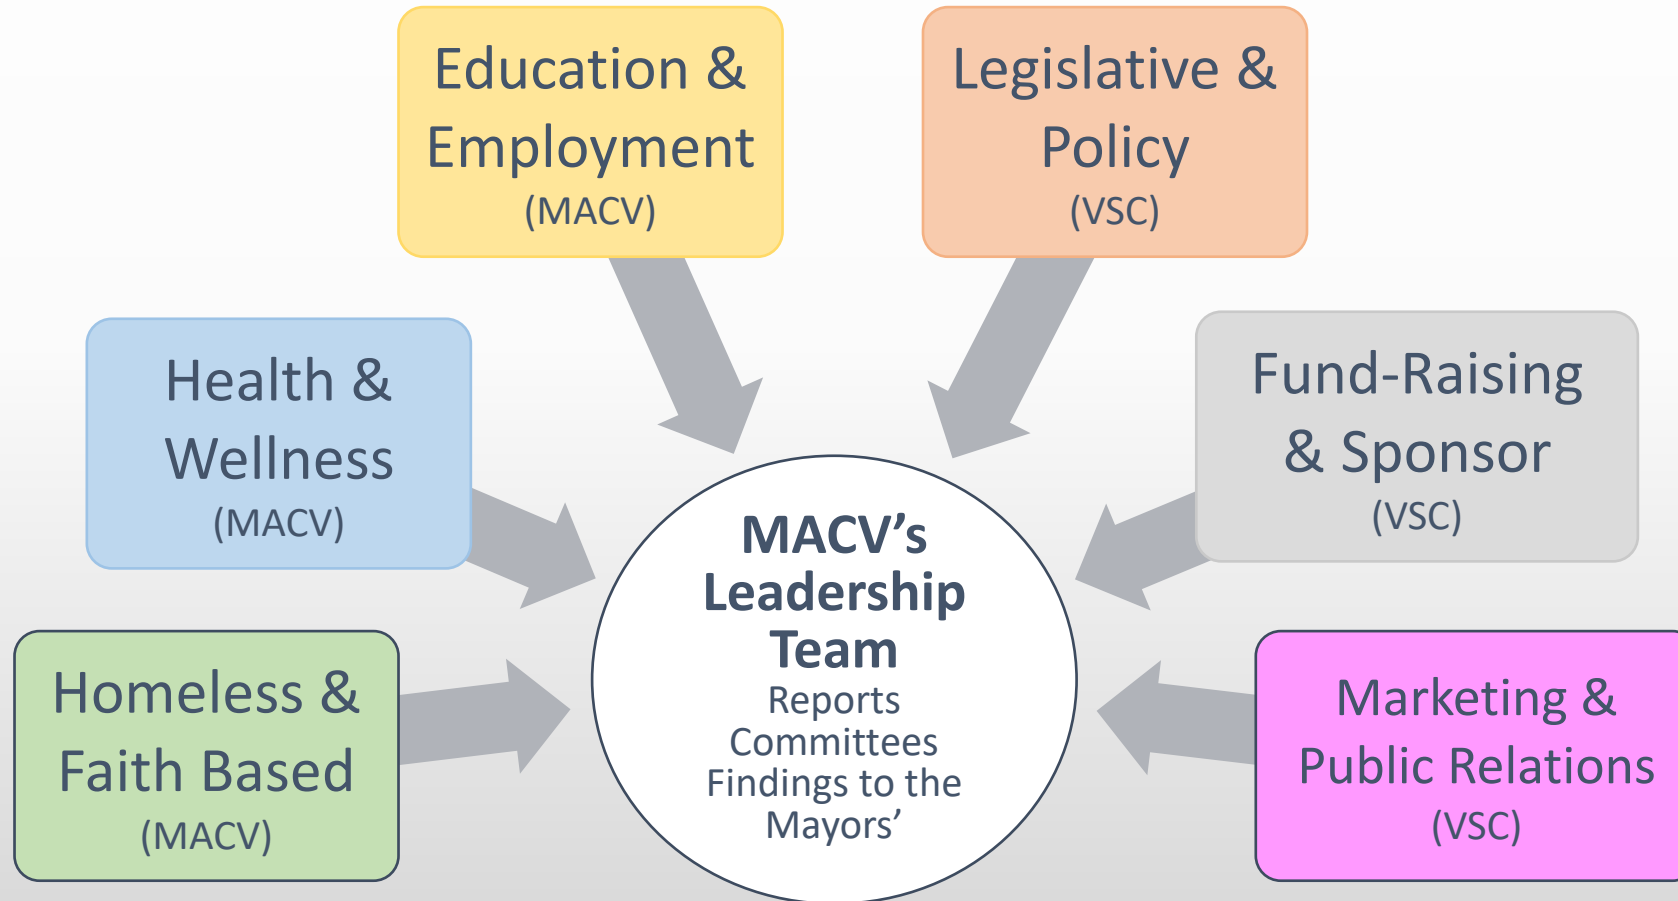 Education &
Employment
(MACV)
Legislative &
Policy
(VSC)
Health &
Wellness
(MACV)
Fund-Raising
& Sponsor
(VSC)
MACV’s
Leadership
Team
Reports
Committees
Findings to the
Mayors’
Homeless &
Faith Based
(MACV)
Marketing &
Public Relations
(VSC)